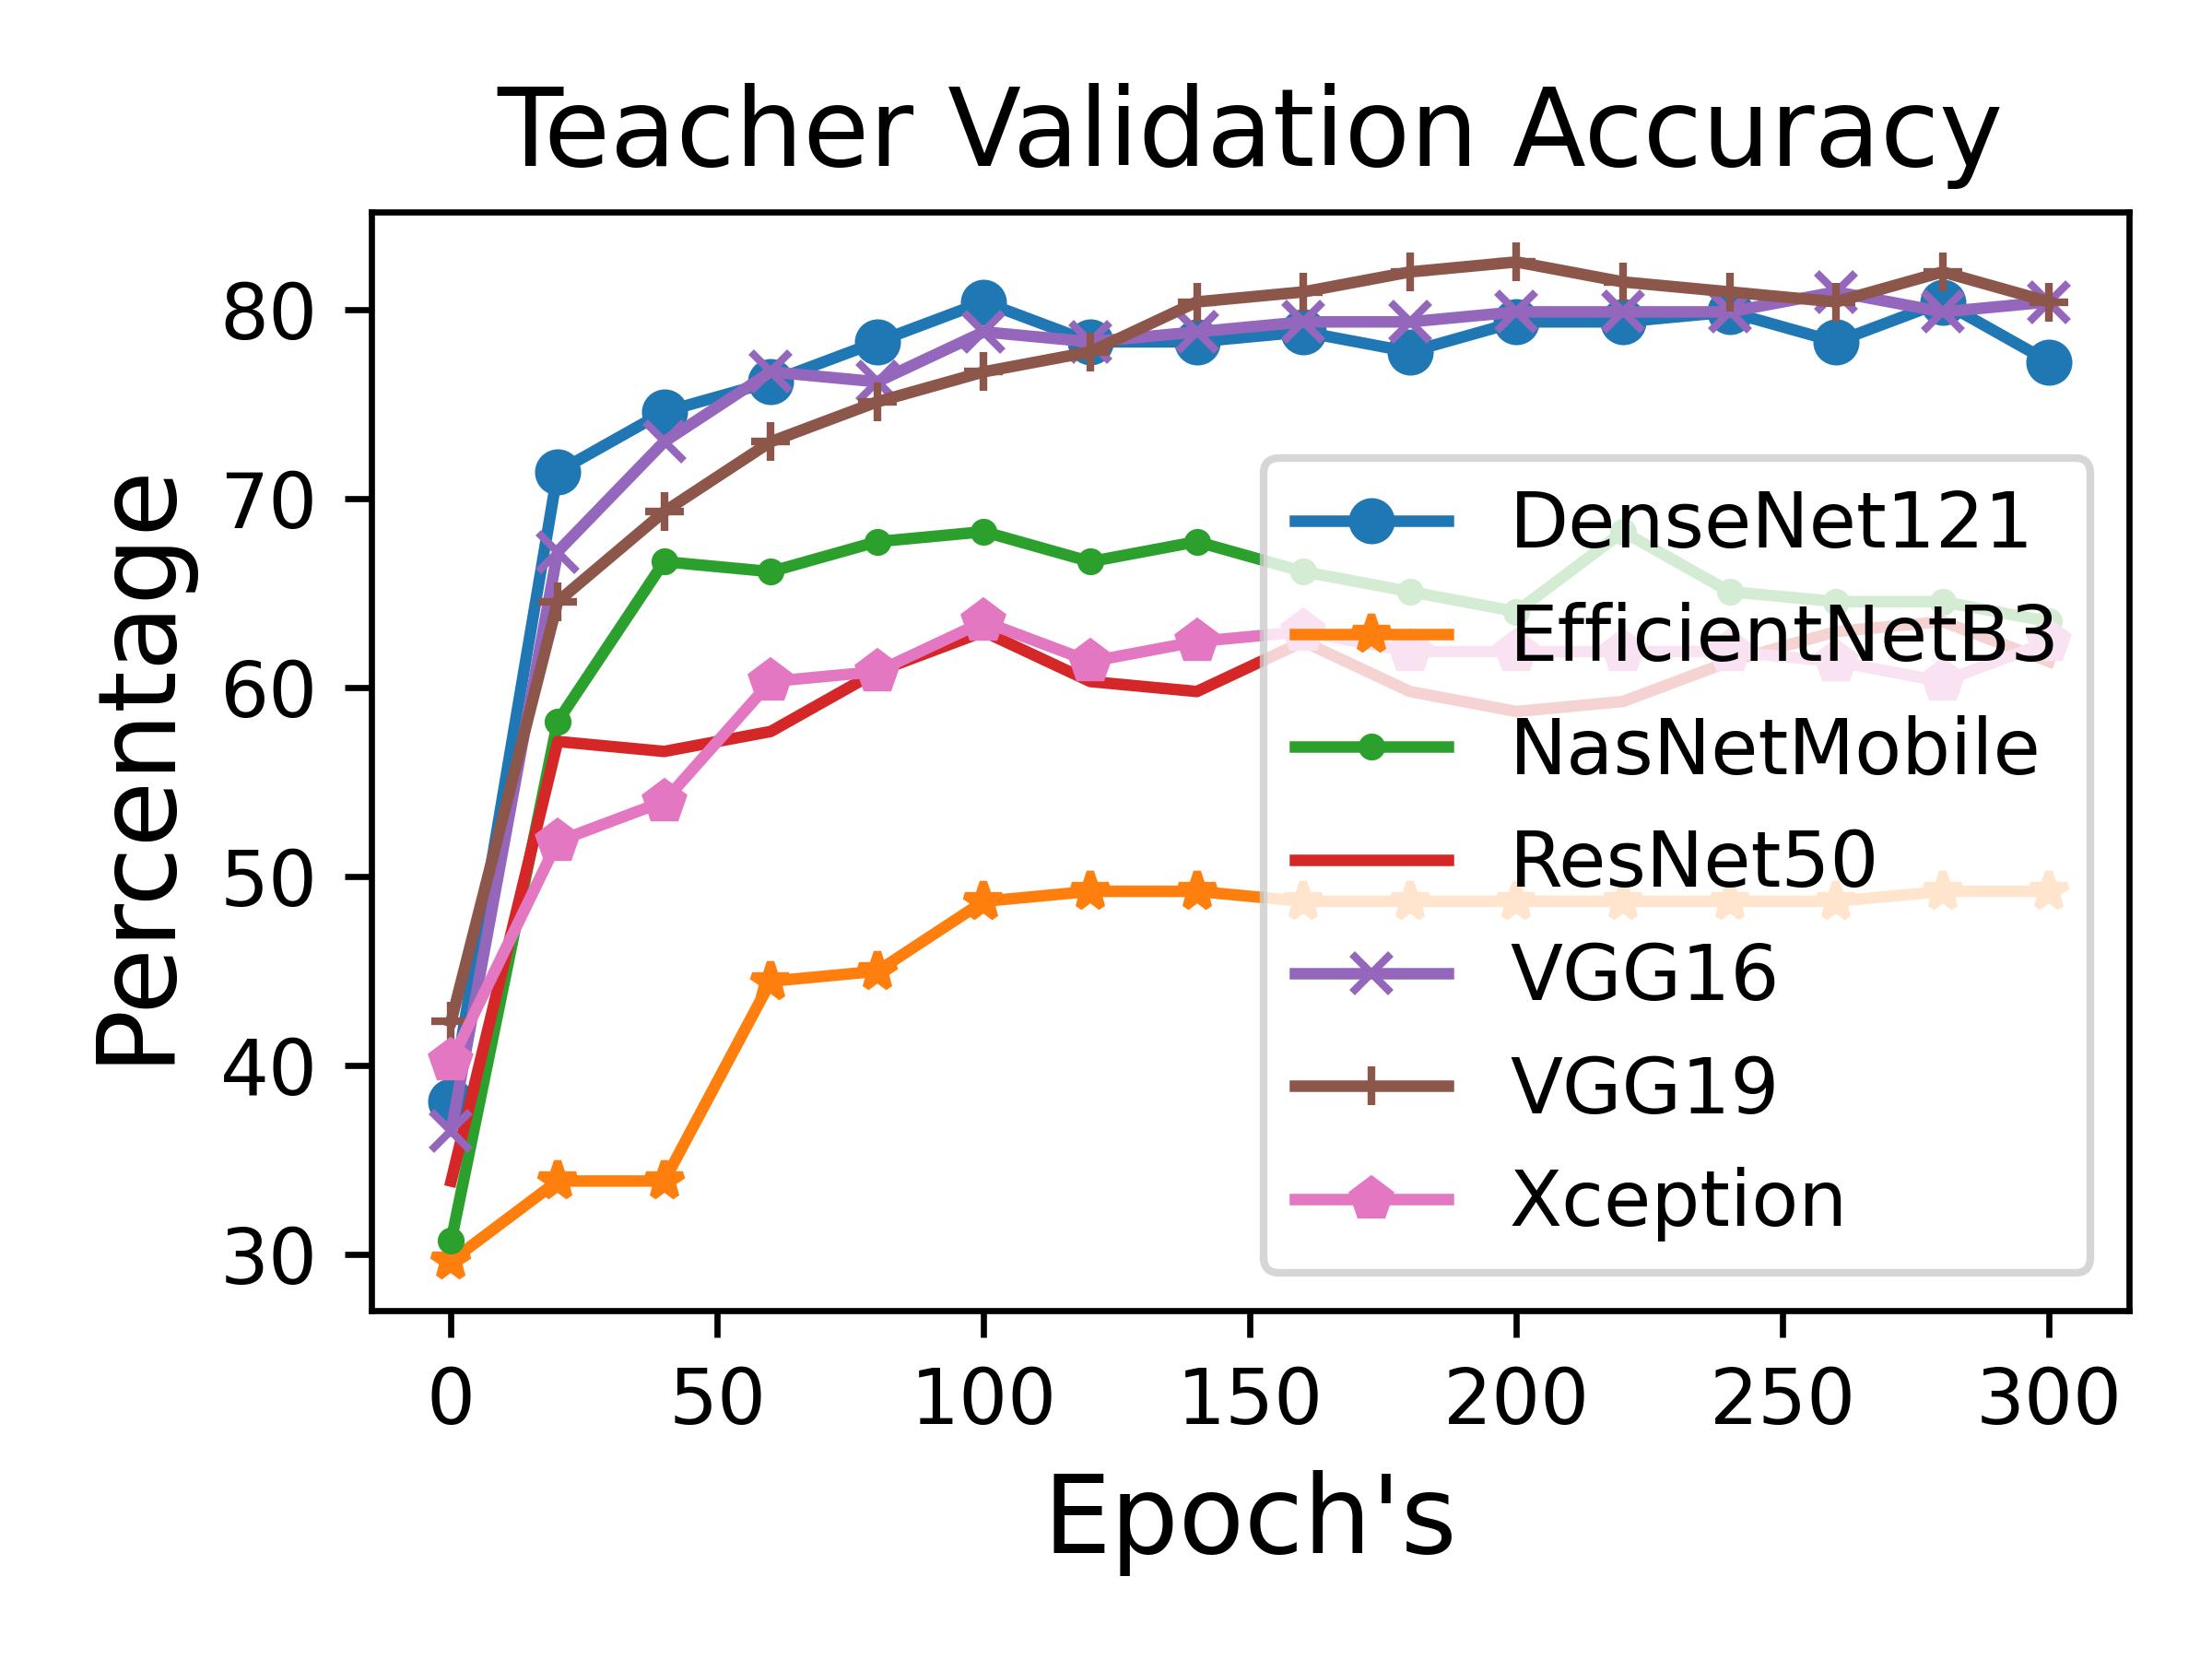 Teacher Validation Accuracy
Percentage
80
70
60
50
40
30
DenseNet121
EfficientNetB3
NasNetMobile
ResNet50
VGG16
VGG19
Xception
0 50 100 150 200 250 300
Epoch's